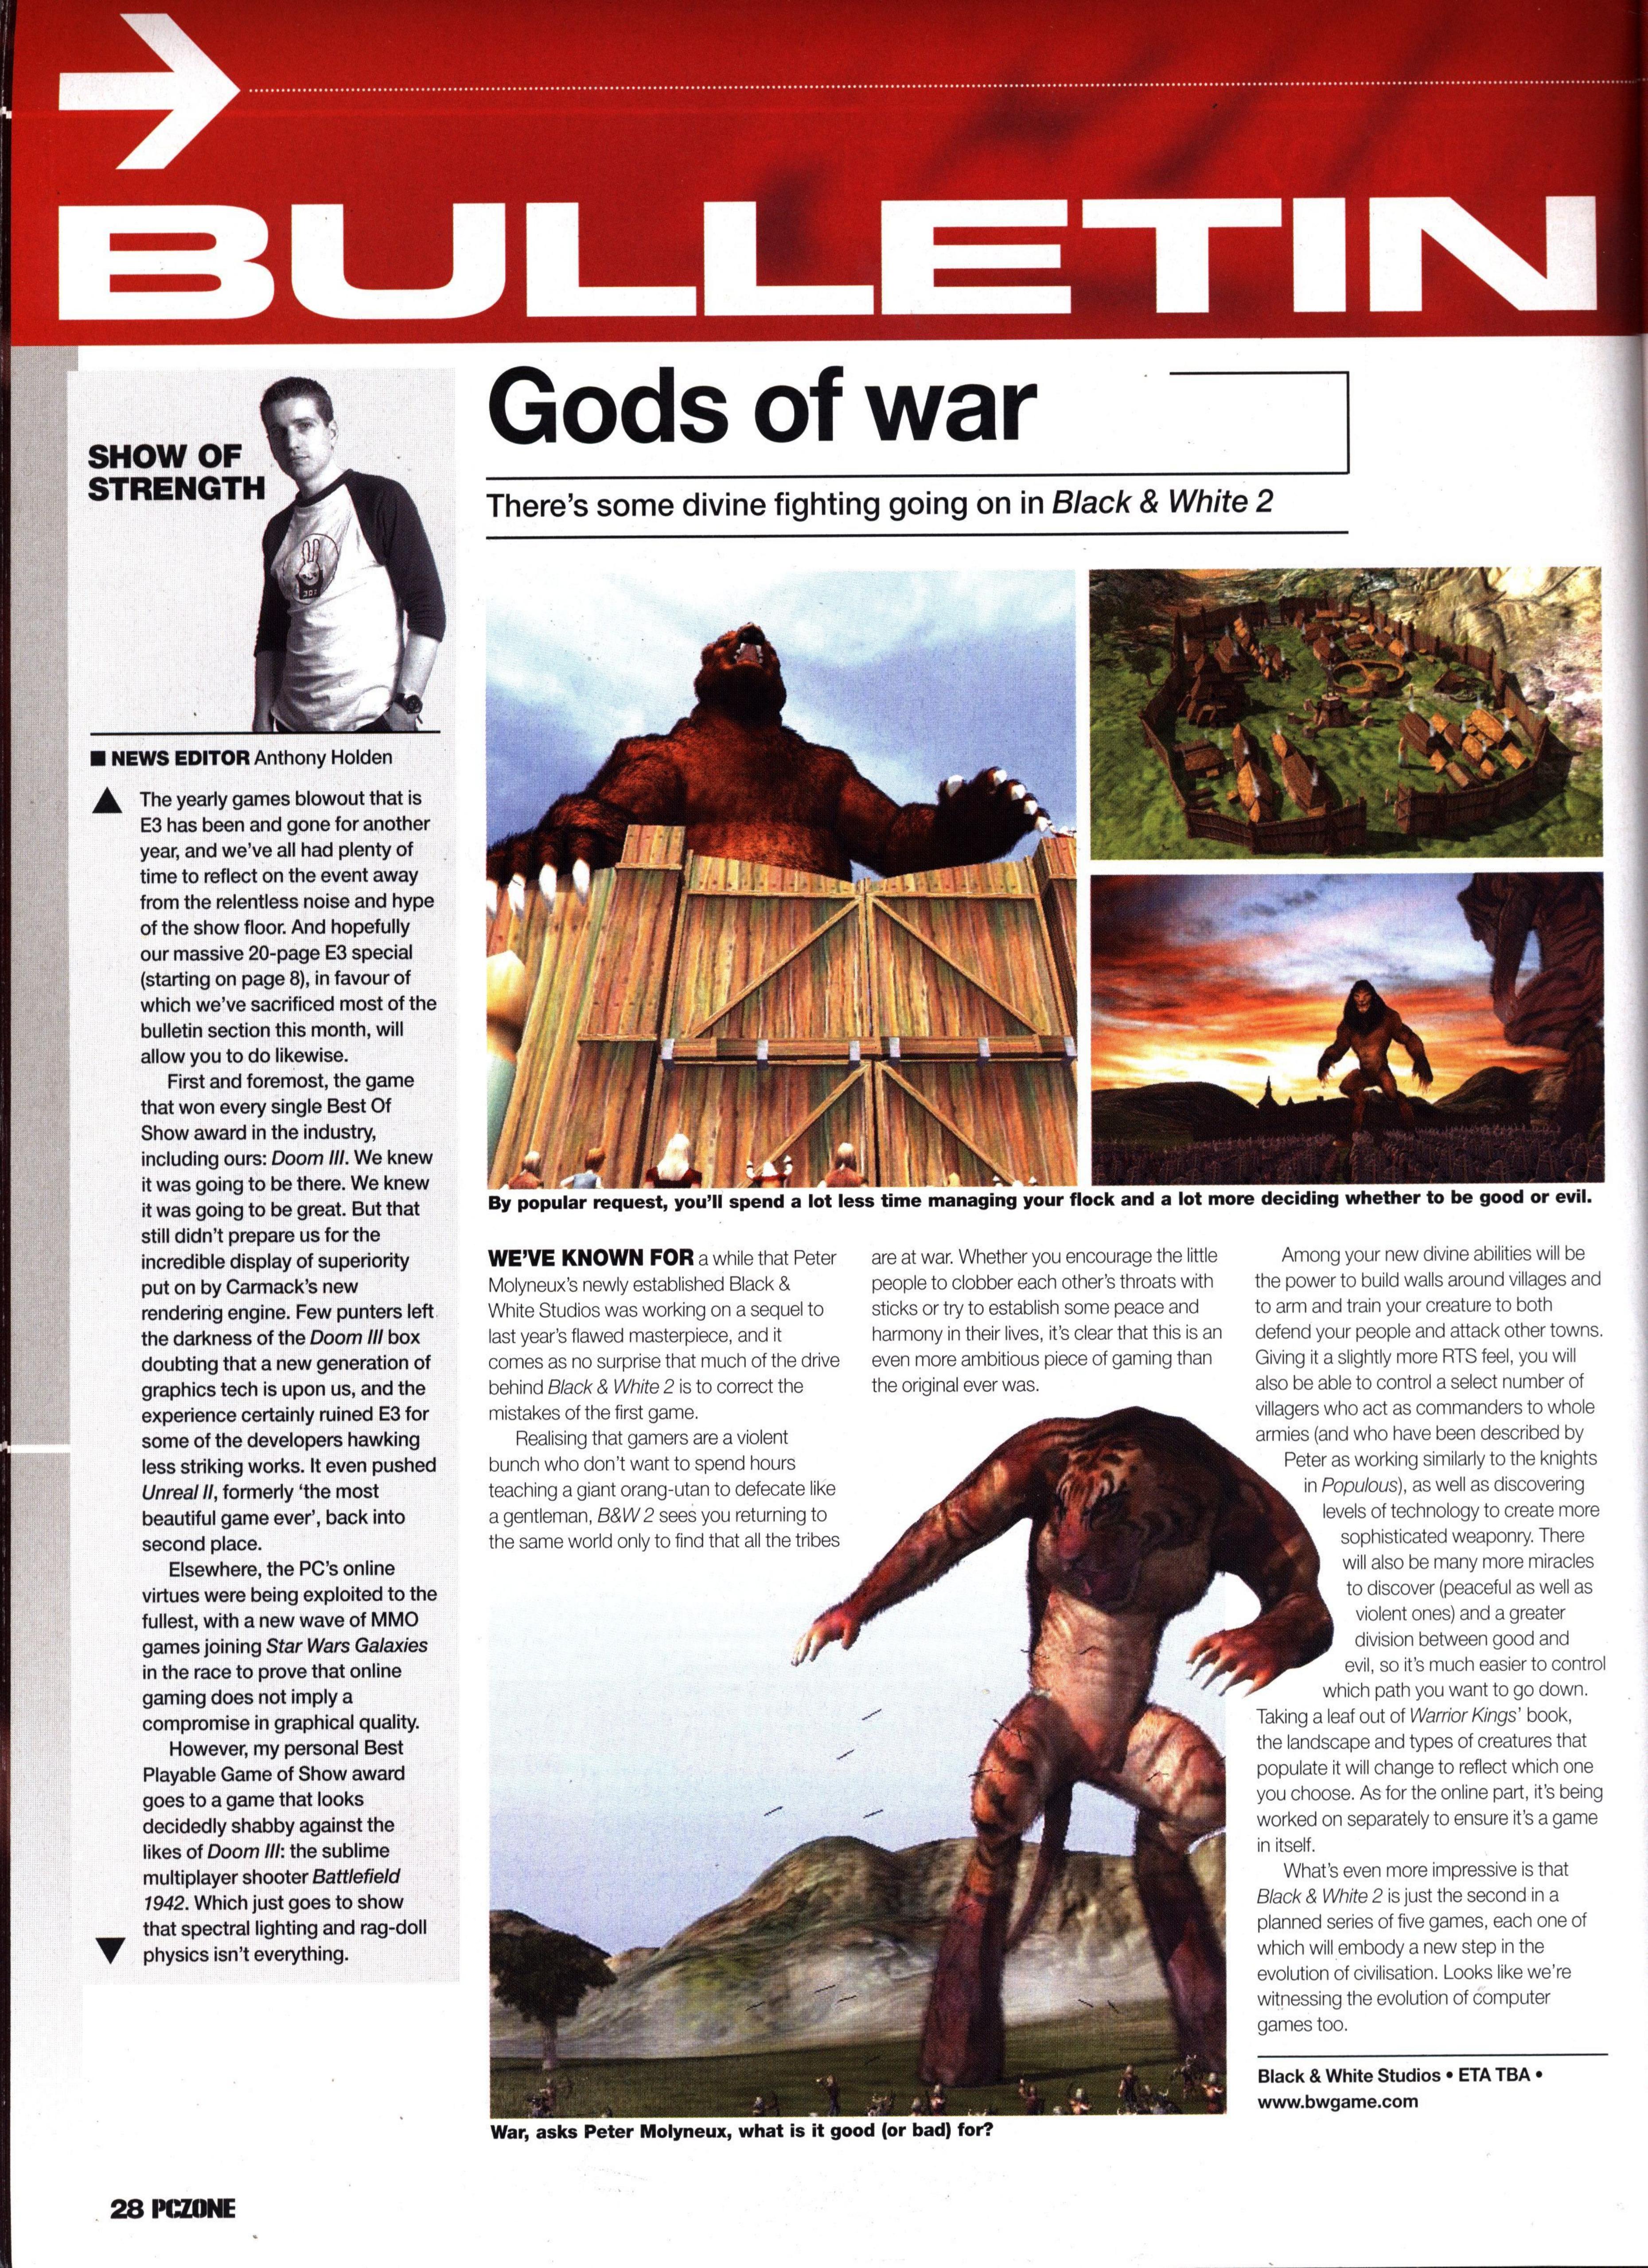 BULLETIN
SHOW OF
STRENGTH
■ NEWS EDITOR Anthony Holden
▲ The yearly games blowout that is
E3 has been and gone for another
year, and we've all had plenty of
time to reflect on the event away
from the relentless noise and hype
of the show floor. And hopefully
our massive 20-page E3 special
(starting on page 8), in favour of
which we've sacrificed most of the
bulletin section this month, will
allow you to do likewise.
First and foremost, the game
that won every single Best Of
Show award in the industry,
including ours: Doom III. We knew
it was going to be there. We knew
it was going to be great. But that
still didn't prepare us for the
incredible display of superiority
put on by Carmack's new
rendering engine. Few punters left
the darkness of the Doom III box
doubting that a new generation of
graphics tech is upon us, and the
experience certainly ruined E3 for
some of the developers hawking
less striking works. It even pushed
Unreal II, formerly 'the most
beautiful game ever', back into
second place.
Elsewhere, the PC's online
virtues were being exploited to the
fullest, with a new wave of MMO
games joining Star Wars Galaxies
in the race to prove that online
gaming does not imply a
compromise in graphical quality.
However, my personal Best
Playable Game of Show award
goes to a game that looks
decidedly shabby against the
likes of Doom III: the sublime
multiplayer shooter Battlefield
1942. Which just goes to show
that spectral lighting and rag-doll
▼ physics isn't everything.
Gods of war
There's some divine fighting going on in Black & White 2
By popular request, you'll spend a lot less time managing your flock and a lot more deciding whether to be good or evil.
WE'VE KNOWN FOR a while that Peter
Molyneux's newly established Black &
White Studios was working on a sequel to
last year's flawed masterpiece, and it
comes as no surprise that much of the drive
behind Black & White 2 is to correct the
mistakes of the first game.
Realising that gamers are a violent
bunch who don't want to spend hours
teaching a giant orang-utan to defecate like
a gentleman, B&W 2 sees you returning to
the same world only to find that all the tribes
are at war. Whether you encourage the little
people to clobber each other's throats with
sticks or try to establish some peace and
harmony in their lives, it's clear that this is an
even more ambitious piece of gaming than
the original ever was.
Among your new divine abilities will be
the power to build walls around villages and
to arm and train your creature to both
defend your people and attack other towns.
Giving it a slightly more RTS feel, you will
also be able to control a select number of
villagers who act as commanders to whole
armies (and who have been described by
Peter as working similarly to the knights
in Populous), as well as discovering
levels of technology to create more
sophisticated weaponry. There
will also be many more miracles
to discover (peaceful as well as
violent ones) and a greater
division between good and
evil, so it's much easier to control
which path you want to go down.
Taking a leaf out of Warrior Kings' book,
the landscape and types of creatures that
populate it will change to reflect which one
you choose. As for the online part, it's being
worked on separately to ensure it's a game
in itself.
What's even more impressive is that
Black & White 2 is just the second in a
planned series of five games, each one of
which will embody a new step in the
evolution of civilisation. Looks like we're
witnessing the evolution of computer
games too.
Black & White Studios • ETA TBA •
www.bwgame.com
War, asks Peter Molyneux, what is it good (or bad) for?
28 PCZONE